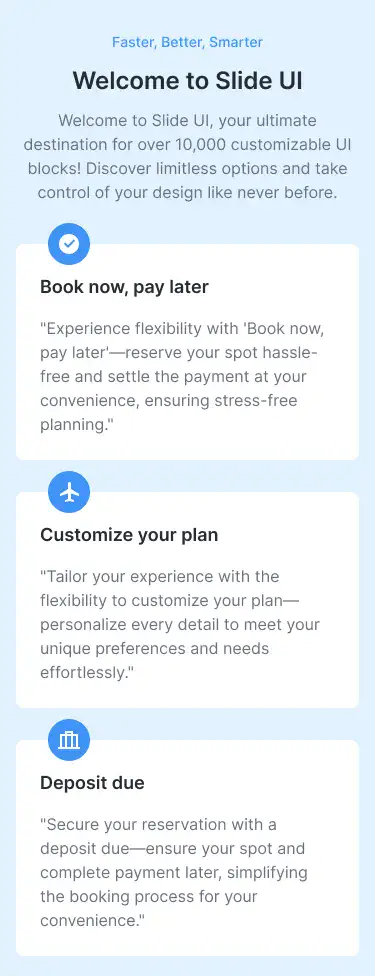 Faster, Better, Smarter
Welcome to Slide UI
Welcome to Slide UI, your ultimate
destination for over 10,000 customizable UI
blocks! Discover limitless options and take
control of your design like never before.
Book now, pay later
"Experience flexibility with 'Book now,
pay later'—reserve your spot hassle-
free and settle the payment at your
convenience, ensuring stress-free
planning."
Customize your plan
"Tailor your experience with the
flexibility to customize your plan—
personalize every detail to meet your
unique preferences and needs
effortlessly."
Deposit due
"Secure your reservation with a
deposit due—ensure your spot and
complete payment later, simplifying
the booking process for your
convenience."